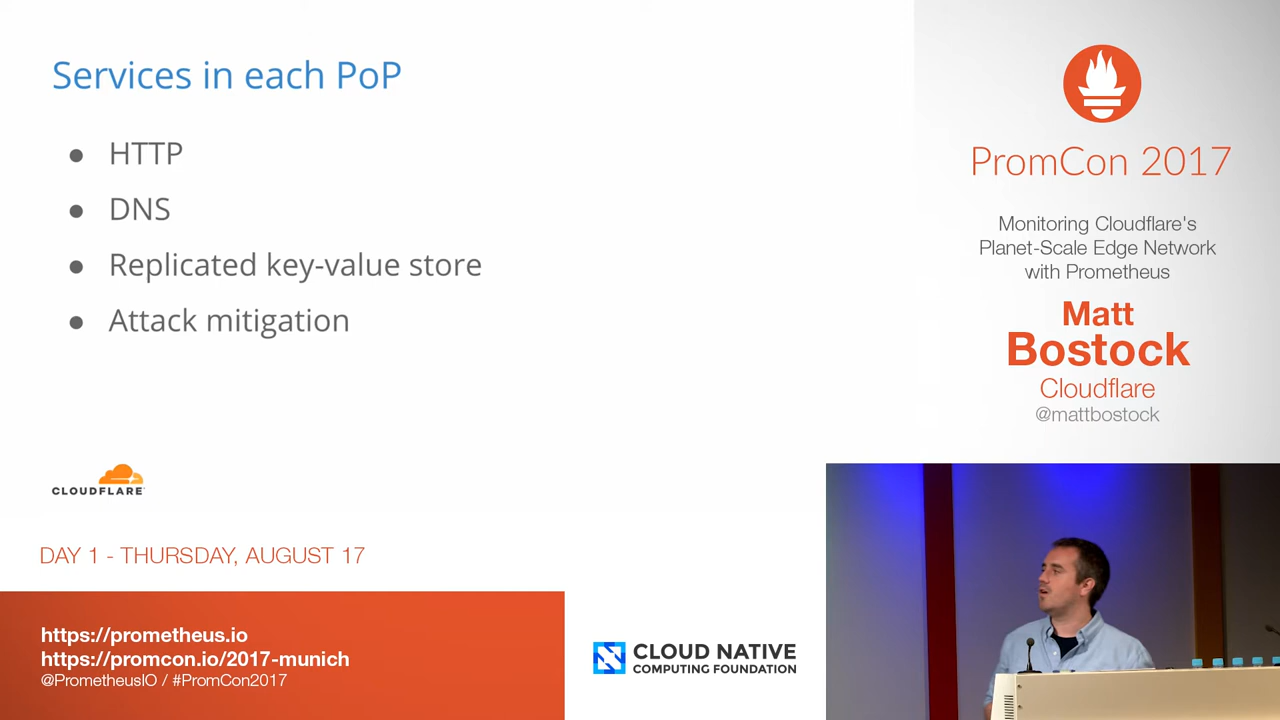 Services in each PoP
● HTTP
● DNS
● Replicated key-value store
● Attack mitigation
CLOUDFLARE
PromCon 2017
Monitoring Cloudflare's
Planet-Scale Edge Network
with Prometheus
Matt
Bostock
Cloudflare
@mattbostock
DAY 1 - THURSDAY, AUGUST 17
https://prometheus.io
https://promcon.io/2017-munich
@PrometheusIO / #PromCon2017
CLOUD NATIVE
COMPUTING FOUNDATION